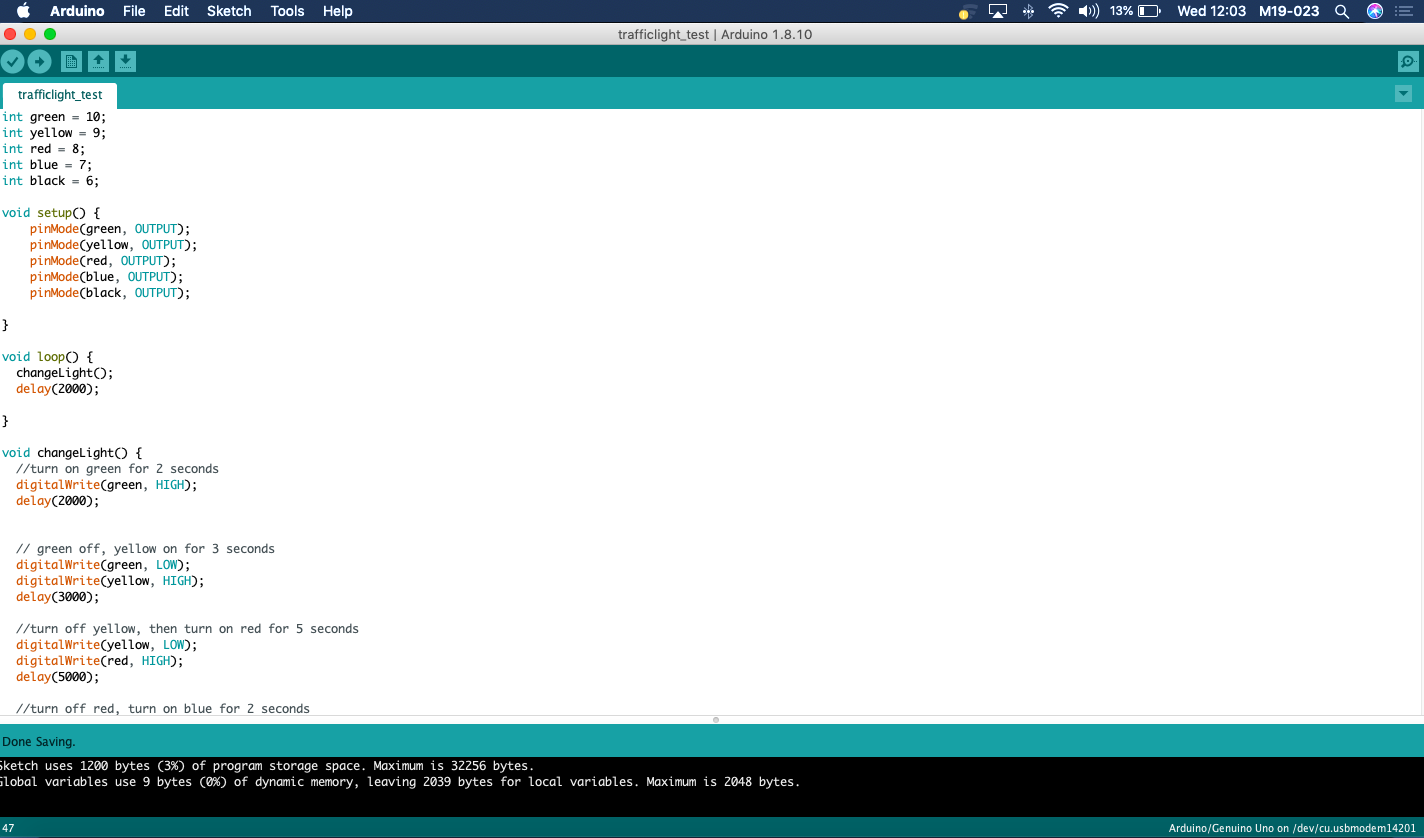 Arduino File Edit Sketch Tools Help 13% Wed 12:03 M19-023
trafficlight_test | Arduino 1.8.10
trafficlight_test
int green = 10;
int yellow = 9;
int red = 8;
int blue = 7;
int black = 6;
void setup() {
pinMode(green, OUTPUT);
pinMode(yellow, OUTPUT);
pinMode(red, OUTPUT);
pinMode(blue, OUTPUT);
pinMode(black, OUTPUT);
}
void loop() {
changeLight();
delay(2000);
}
void changeLight() {
//turn on green for 2 seconds
digitalWrite(green, HIGH);
delay(2000);
// green off, yellow on for 3 seconds
digitalWrite(green, LOW);
digitalWrite(yellow, HIGH);
delay(3000);
//turn off yellow, then turn on red for 5 seconds
digitalWrite(yellow, LOW);
digitalWrite(red, HIGH);
delay(5000);
//turn off red, turn on blue for 2 seconds
Done Saving.
Sketch uses 1200 bytes (3%) of program storage space. Maximum is 32256 bytes.
Global variables use 9 bytes (0%) of dynamic memory, leaving 2039 bytes for local variables. Maximum is 2048 bytes.
47 Arduino/Genuino Uno on /dev/cu.usbmodem14201